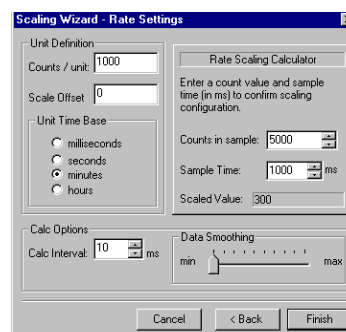 Scaling Wizard - Rate Settings
Unit Definition
Counts / unit: 1000
Scale Offset 0
Unit Time Base
milliseconds
seconds
minutes
hours
Rate Scaling Calculator
Enter a count value and sample
time (in ms) to confirm scaling
configuration.
Counts in sample: 5000
Sample Time: 1000 ms
Scaled Value: 300
Calc Options
Calc Interval: 10 ms
Data Smoothing
min max
Cancel < Back Finish